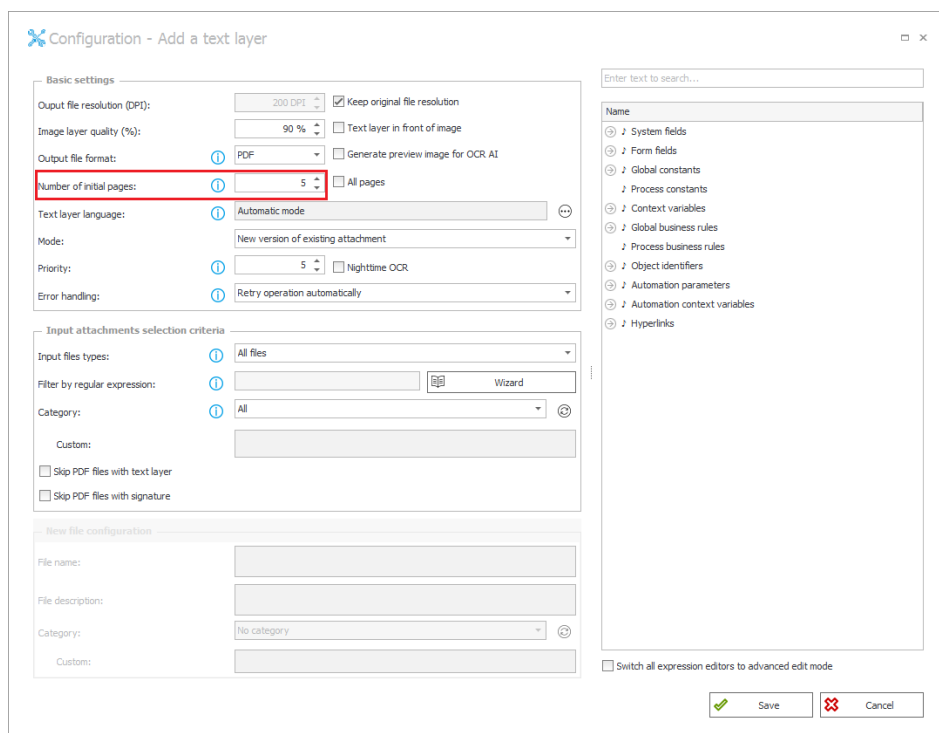 Configuration - Add a text layer
Basic settings
Ouput file resolution (DPI): 200 DPI Keep original file resolution
Image layer quality (%): 90 % Text layer in front of image
Output file format: PDF Generate preview image for OCR AI
Number of initial pages: 5 All pages
Text layer language: Automatic mode
Mode: New version of existing attachment
Priority: 5 Nighttime OCR
Error handling: Retry operation automatically
Input attachments selection criteria
Input files types: All files
Filter by regular expression: Wizard
Category: All
Custom:
Skip PDF files with text layer
Skip PDF files with signature
New file configuration
File name:
File description:
Category: No category
Custom:
Enter text to search...
Name
System fields
Form fields
Global constants
Process constants
Context variables
Global business rules
Process business rules
Object identifiers
Automation parameters
Automation context variables
Hyperlinks
Switch all expression editors to advanced edit mode
Save Cancel